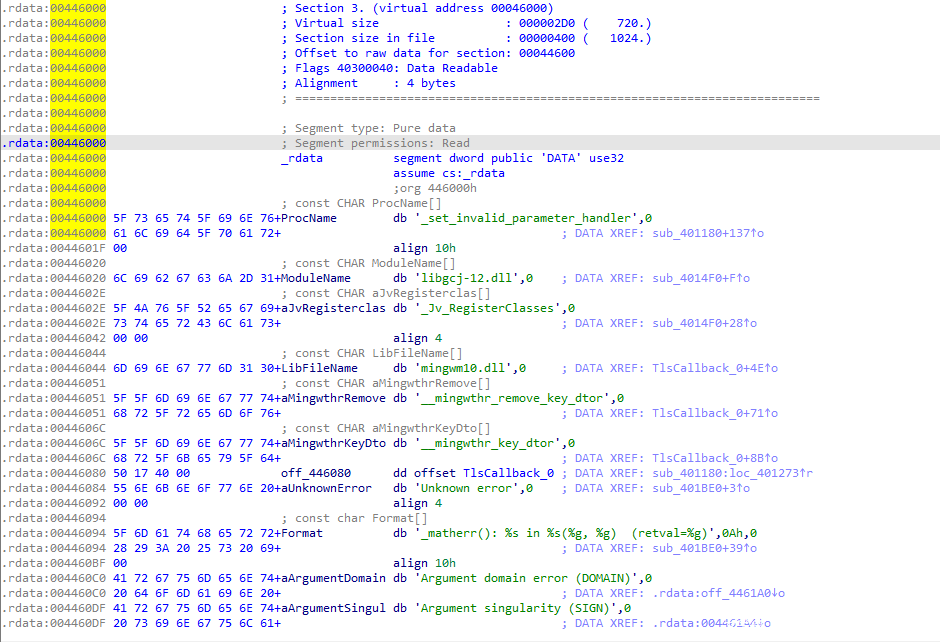 .rdata:00446000 ; Section 3. (virtual address 00046000)
.rdata:00446000 ; Virtual size : 000002D0 ( 720.)
.rdata:00446000 ; Section size in file : 00000400 ( 1024.)
.rdata:00446000 ; Offset to raw data for section: 00044600
.rdata:00446000 ; Flags 40300040: Data Readable
.rdata:00446000 ; Alignment : 4 bytes
.rdata:00446000 ; ===========================================================================
.rdata:00446000
.rdata:00446000 ; Segment type: Pure data
.rdata:00446000 ; Segment permissions: Read
.rdata:00446000 _rdata segment dword public 'DATA' use32
.rdata:00446000 assume cs:_rdata
.rdata:00446000 ;org 446000h
.rdata:00446000 ; const CHAR ProcName[]
.rdata:00446000 5F 73 65 74 5F 69 6E 76+ProcName db '_set_invalid_parameter_handler',0
.rdata:00446000 61 6C 69 64 5F 70 61 72+ ; DATA XREF: sub_401180+137↑o
.rdata:0044601F 00 align 10h
.rdata:00446020 ; const CHAR ModuleName[]
.rdata:00446020 6C 69 62 67 63 6A 2D 31+ModuleName db 'libgcj-12.dll',0 ; DATA XREF: sub_4014F0+F↑o
.rdata:0044602E ; const CHAR aJvRegisterclas[]
.rdata:0044602E 5F 4A 76 5F 52 65 67 69+aJvRegisterclas db '_Jv_RegisterClasses',0
.rdata:0044602E 73 74 65 72 43 6C 61 73+ ; DATA XREF: sub_4014F0+28↑o
.rdata:00446042 00 00 align 4
.rdata:00446044 ; const CHAR LibFileName[]
.rdata:00446044 6D 69 6E 67 77 6D 31 30+LibFileName db 'mingwm10.dll',0 ; DATA XREF: TlsCallback_0+4E↑o
.rdata:00446051 ; const CHAR aMingwthrRemove[]
.rdata:00446051 5F 5F 6D 69 6E 67 77 74+aMingwthrRemove db '__mingwthr_remove_key_dtor',0
.rdata:00446051 68 72 5F 72 65 6D 6F 76+ ; DATA XREF: TlsCallback_0+71↑o
.rdata:0044606C ; const CHAR aMingwthrKeyDto[]
.rdata:0044606C 5F 5F 6D 69 6E 67 77 74+aMingwthrKeyDto db '__mingwthr_key_dtor',0
.rdata:0044606C 68 72 5F 6B 65 79 5F 64+ ; DATA XREF: TlsCallback_0+8B↑o
.rdata:00446080 50 17 40 00 off_446080 dd offset TlsCallback_0 ; DATA XREF: sub_401180:loc_401273↑r
.rdata:00446084 55 6E 6B 6E 6F 77 6E 20+aUnknownError db 'Unknown error',0 ; DATA XREF: sub_401BE0+3↑o
.rdata:00446092 00 00 align 4
.rdata:00446094 ; const char Format[]
.rdata:00446094 5F 6D 61 74 68 65 72 72+Format db '_matherr(): %s in %s(%g, %g) (retval=%g)',0Ah,0
.rdata:00446094 28 29 3A 20 25 73 20 69+ ; DATA XREF: sub_401BE0+39↑o
.rdata:004460BF 00 align 10h
.rdata:004460C0 41 72 67 75 6D 65 6E 74+aArgumentDomain db 'Argument domain error (DOMAIN)',0
.rdata:004460C0 20 64 6F 6D 61 69 6E 20+ ; DATA XREF: .rdata:off_4461A0↓o
.rdata:004460DF 41 72 67 75 6D 65 6E 74+aArgumentSingul db 'Argument singularity (SIGN)',0
.rdata:004460DF 20 73 69 6E 67 75 6C 61+ ; DATA XREF: .rdata:004461A4↓o